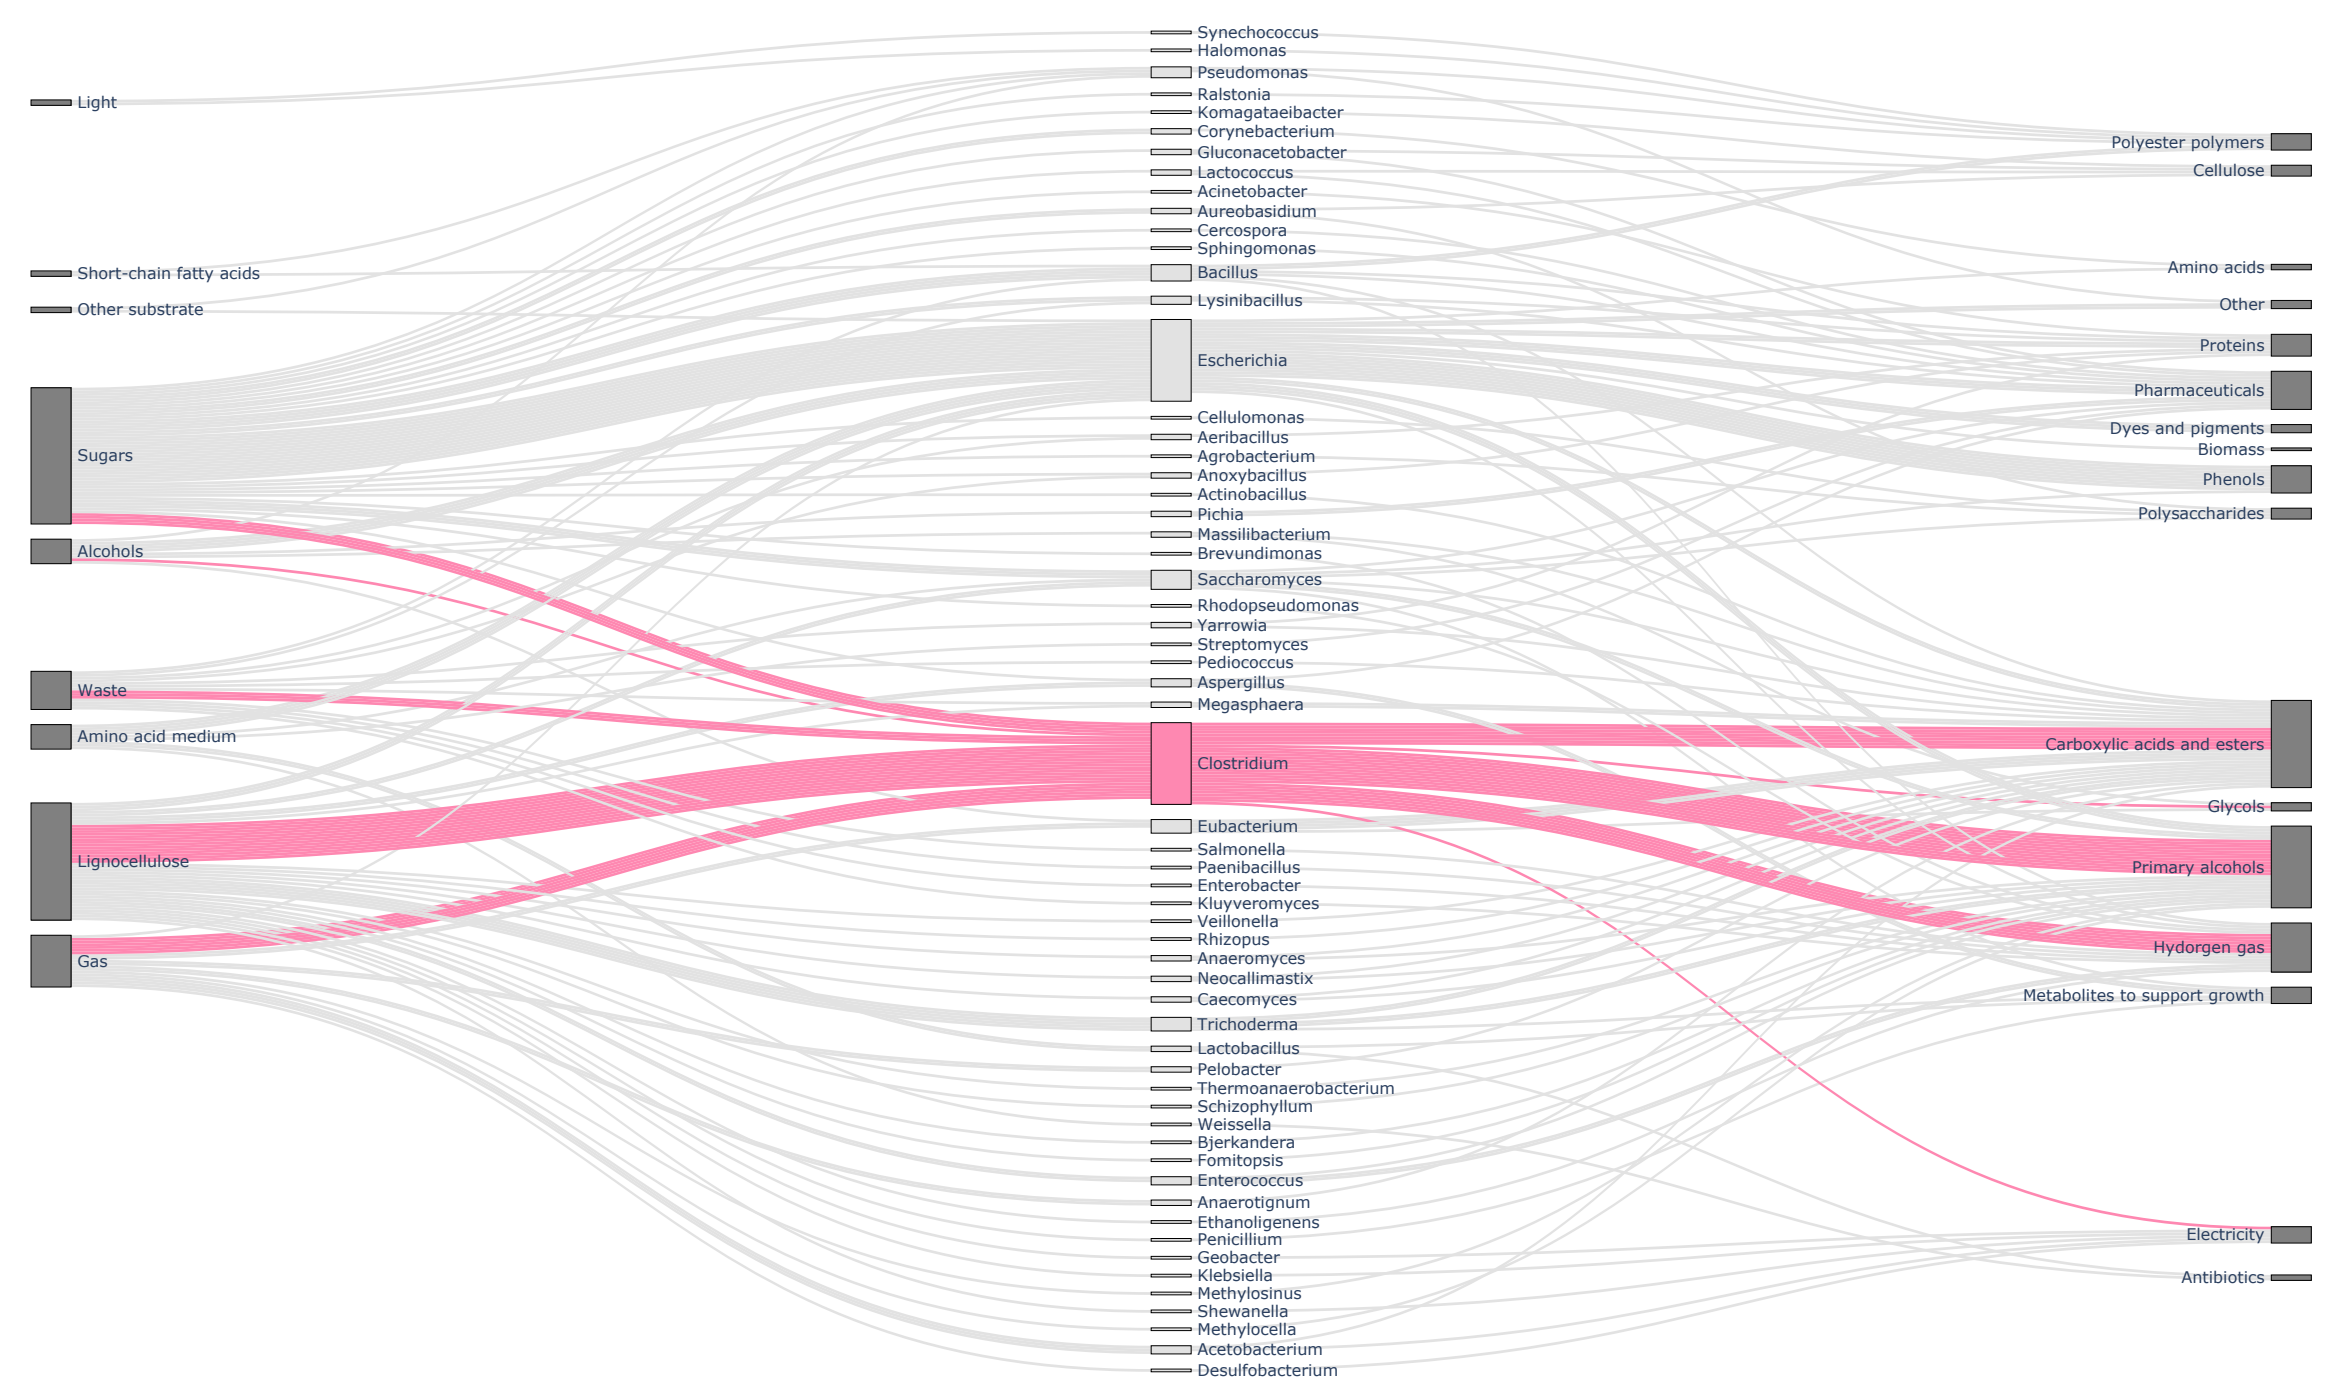 Light
Short-chain fatty acids
Other substrate
Sugars
Alcohols
Waste
Amino acid medium
Lignocellulose
Gas
Synechococcus
Halomonas
Pseudomonas
Ralstonia
Komagataeibacter
Corynebacterium
Gluconacetobacter
Lactococcus
Acinetobacter
Aureobasidium
Cercospora
Sphingomonas
Bacillus
Lysinibacillus
Escherichia
Cellulomonas
Aeribacillus
Agrobacterium
Anoxybacillus
Actinobacillus
Pichia
Massilibacterium
Brevundimonas
Saccharomyces
Rhodopseudomonas
Yarrowia
Streptomyces
Pediococcus
Aspergillus
Megasphaera
Clostridium
Eubacterium
Salmonella
Paenibacillus
Enterobacter
Kluyveromyces
Veillonella
Rhizopus
Anaeromyces
Neocallimastix
Caecomyces
Trichoderma
Lactobacillus
Pelobacter
Thermoanaerobacterium
Schizophyllum
Weissella
Bjerkandera
Fomitopsis
Enterococcus
Anaerotignum
Ethanoligenens
Penicillium
Geobacter
Klebsiella
Methylosinus
Shewanella
Methylocella
Acetobacterium
Desulfobacterium
Polyester polymers
Cellulose
Amino acids
Other
Proteins
Pharmaceuticals
Dyes and pigments
Biomass
Phenols
Polysaccharides
Carboxylic acids and esters
Glycols
Primary alcohols
Hydorgen gas
Metabolites to support growth
Electricity
Antibiotics